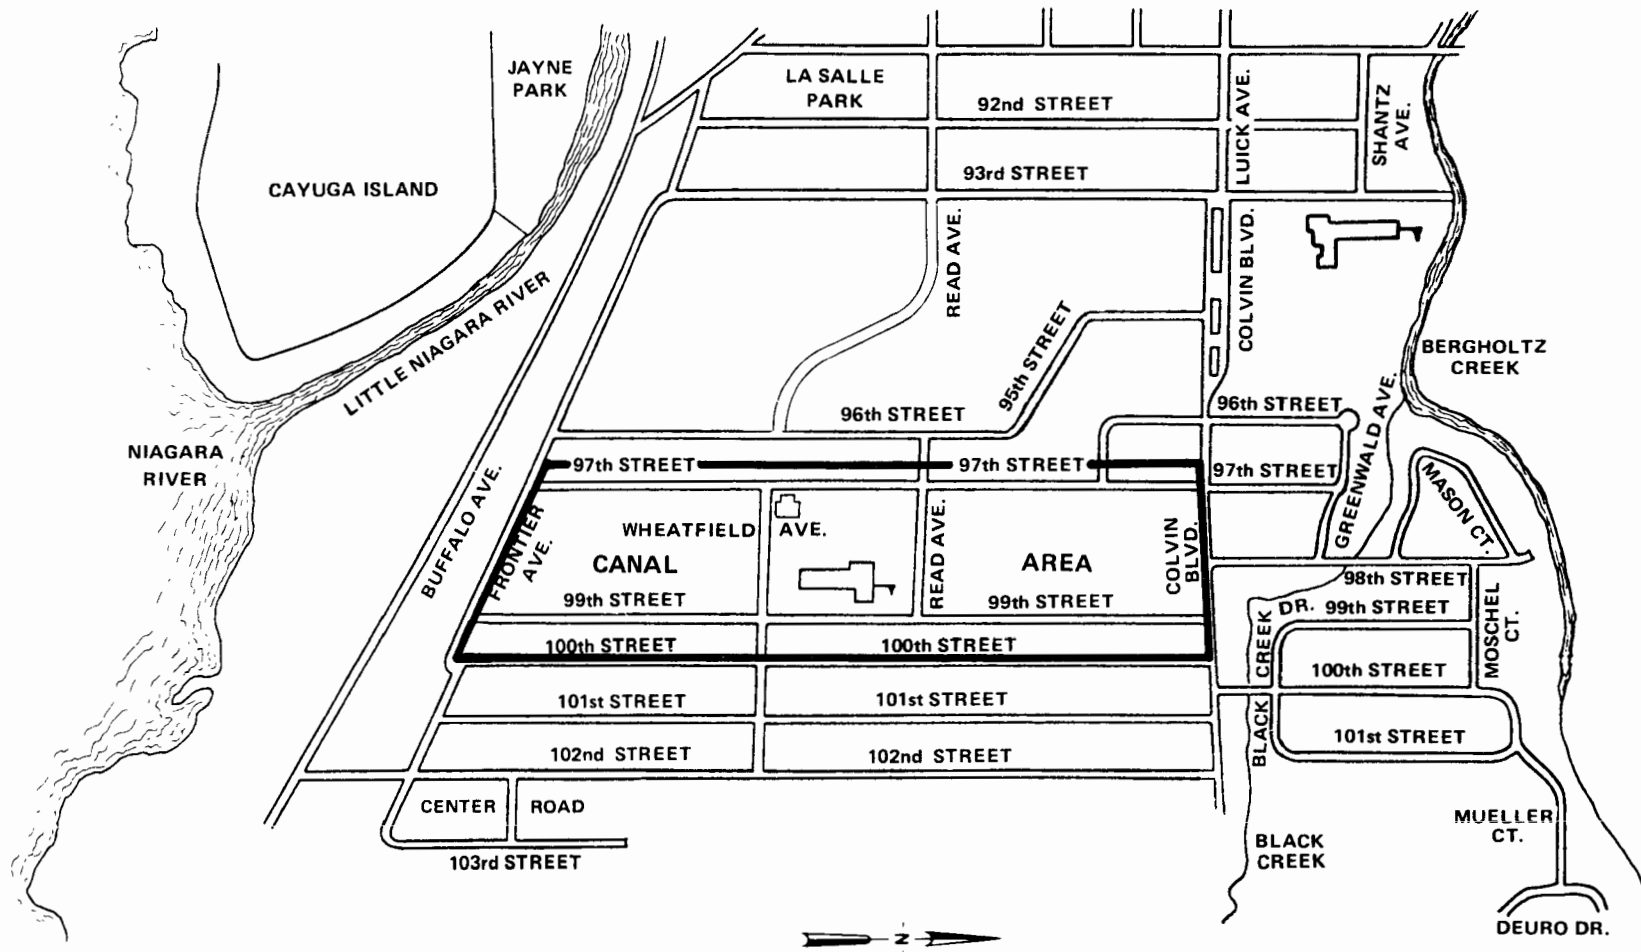 JAYNE
PARK
LA SALLE
PARK
92nd STREET
LUICK AVE.
SHANTZ
AVE.
CAYUGA ISLAND
93rd STREET
READ AVE.
COLVIN BLVD.
LITTLE NIAGARA RIVER
95th STREET
BERGHOLTZ
CREEK
96th STREET
96th STREET
GREENWALD AVE.
NIAGARA
RIVER
97th STREET
97th STREET
97th STREET
MASON CT.
BUFFALO AVE.
FRONTIER
AVE.
WHEATFIELD AVE.
READ AVE.
COLVIN
BLVD.
CANAL
AREA
98th STREET
99th STREET
99th STREET
DR. 99th STREET
BLACK CREEK
MOSCHEL
CT.
100th STREET
100th STREET
100th STREET
101st STREET
101st STREET
101st STREET
102nd STREET
102nd STREET
CENTER ROAD
MUELLER
CT.
103rd STREET
BLACK
CREEK
DEURO DR.
N